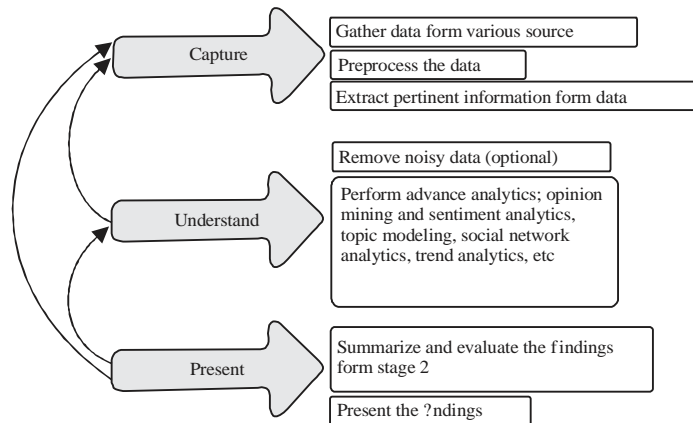 Capture
Gather data form various source
Preprocess the data
Extract pertinent information form data
Understand
Remove noisy data (optional)
Perform advance analytics; opinion
mining and sentiment analytics,
topic modeling, social network
analytics, trend analytics, etc
Present
Summarize and evaluate the findings
form stage 2
Present the ?ndings